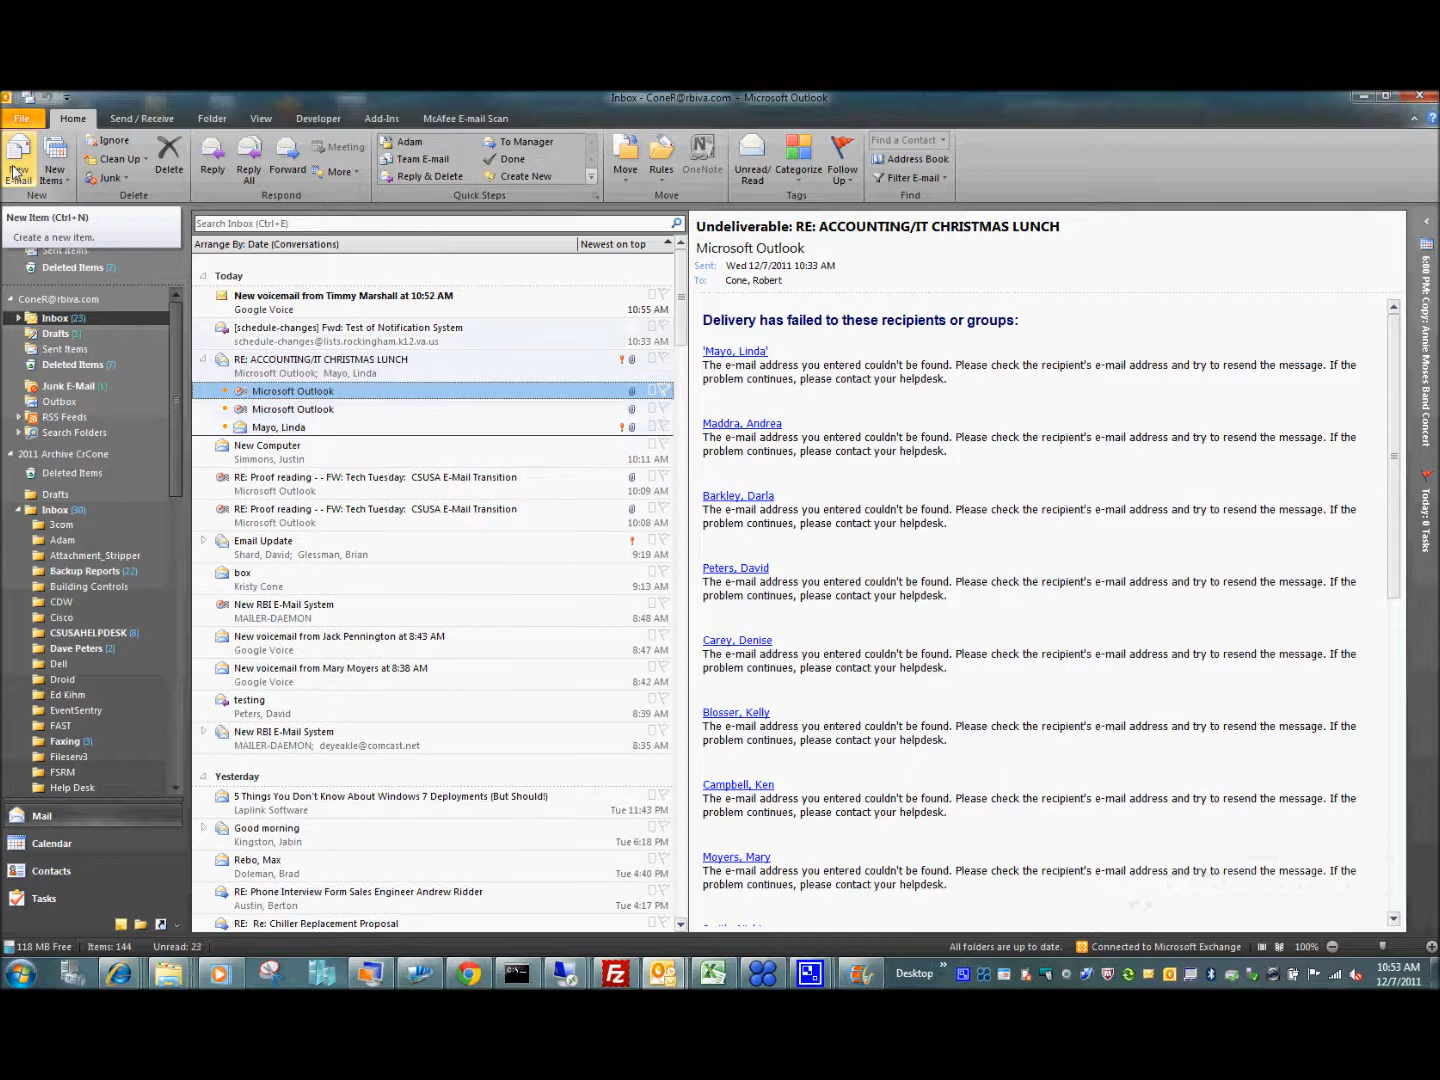 Inbox - ConeR@rbiva.com - Microsoft Outlook
File Home Send / Receive Folder View Developer Add-Ins McAfee E-mail Scan
New E-mail
New Items
Ignore
Clean Up
Junk
Delete
Reply
Reply All
Forward
Meeting
More
Adam
Team E-mail
Reply & Delete
To Manager
Done
Create New
Move
Rules
OneNote
Unread/ Read
Categorize
Follow Up
Find a Contact
Address Book
Filter E-mail
New Delete Respond Quick Steps Move Tags Find
New Item (Ctrl+N)
Create a new item.
Sent Items
Deleted Items (7)
ConeR@rbiva.com
Inbox (23)
Drafts [1]
Sent Items
Deleted Items (7)
Junk E-Mail [1]
Outbox
RSS Feeds
Search Folders
2011 Archive CrCone
Deleted Items
Drafts
Inbox (30)
3com
Adam
Attachment_Stripper
Backup Reports (22)
Building Controls
CDW
Cisco
CSUSAHELPDESK (8)
Dave Peters (2)
Dell
Droid
Ed Kihm
EventSentry
FAST
Faxing (3)
Fileserv3
FSRM
Help Desk
Mail
Calendar
Contacts
Tasks
Search Inbox (Ctrl+E)
Arrange By: Date (Conversations) Newest on top
Today
New voicemail from Timmy Marshall at 10:52 AM
Google Voice 10:55 AM
[schedule-changes] Fwd: Test of Notification System
schedule-changes@lists.rockingham.k12.va.us 10:33 AM
RE: ACCOUNTING/IT CHRISTMAS LUNCH
Microsoft Outlook; Mayo, Linda
Microsoft Outlook
Microsoft Outlook
Mayo, Linda
New Computer
Simmons, Justin 10:11 AM
RE: Proof reading - - FW: Tech Tuesday: CSUSA E-Mail Transition
Microsoft Outlook 10:09 AM
RE: Proof reading - - FW: Tech Tuesday: CSUSA E-Mail Transition
Microsoft Outlook 10:08 AM
Email Update
Shard, David; Glessman, Brian 9:19 AM
box
Kristy Cone 9:13 AM
New RBI E-Mail System
MAILER-DAEMON 8:48 AM
New voicemail from Jack Pennington at 8:43 AM
Google Voice 8:47 AM
New voicemail from Mary Moyers at 8:38 AM
Google Voice 8:42 AM
testing
Peters, David 8:39 AM
New RBI E-Mail System
MAILER-DAEMON; deyeakle@comcast.net 8:35 AM
Yesterday
5 Things You Don't Know About Windows 7 Deployments (But Should!)
Laplink Software Tue 11:43 PM
Good morning
Kingston, Jabin Tue 6:18 PM
Rebo, Max
Doleman, Brad Tue 4:40 PM
RE: Phone Interview Form Sales Engineer Andrew Ridder
Austin, Berton Tue 4:17 PM
RE: Re: Chiller Replacement Proposal
Undeliverable: RE: ACCOUNTING/IT CHRISTMAS LUNCH
Microsoft Outlook
Sent: Wed 12/7/2011 10:33 AM
To: Cone, Robert
Delivery has failed to these recipients or groups:
'Mayo, Linda'
The e-mail address you entered couldn't be found. Please check the recipient's e-mail address and try to resend the message. If the
problem continues, please contact your helpdesk.
Maddra, Andrea
The e-mail address you entered couldn't be found. Please check the recipient's e-mail address and try to resend the message. If the
problem continues, please contact your helpdesk.
Barkley, Darla
The e-mail address you entered couldn't be found. Please check the recipient's e-mail address and try to resend the message. If the
problem continues, please contact your helpdesk.
Peters, David
The e-mail address you entered couldn't be found. Please check the recipient's e-mail address and try to resend the message. If the
problem continues, please contact your helpdesk.
Carey, Denise
The e-mail address you entered couldn't be found. Please check the recipient's e-mail address and try to resend the message. If the
problem continues, please contact your helpdesk.
Blosser, Kelly
The e-mail address you entered couldn't be found. Please check the recipient's e-mail address and try to resend the message. If the
problem continues, please contact your helpdesk.
Campbell, Ken
The e-mail address you entered couldn't be found. Please check the recipient's e-mail address and try to resend the message. If the
problem continues, please contact your helpdesk.
Moyers, Mary
The e-mail address you entered couldn't be found. Please check the recipient's e-mail address and try to resend the message. If the
problem continues, please contact your helpdesk.
6:00 PM: Copy: Annie Moses Band Concert
Today: 0 Tasks
118 MB Free Items: 144 Unread: 23 All folders are up to date. Connected to Microsoft Exchange 100%
Desktop
10:53 AM
12/7/2011